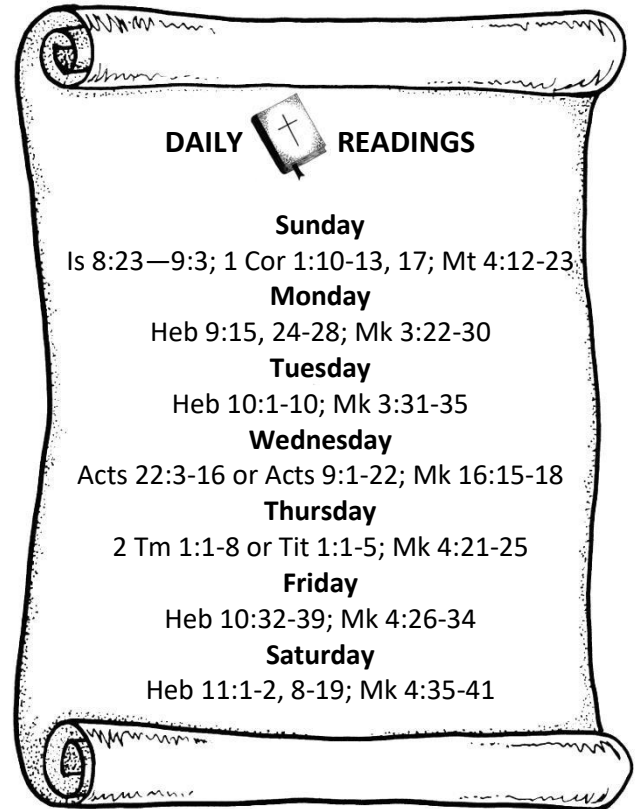 DAILY READINGS
Sunday
Is 8:23—9:3; 1 Cor 1:10-13, 17; Mt 4:12-23
Monday
Heb 9:15, 24-28; Mk 3:22-30
Tuesday
Heb 10:1-10; Mk 3:31-35
Wednesday
Acts 22:3-16 or Acts 9:1-22; Mk 16:15-18
Thursday
2 Tm 1:1-8 or Tit 1:1-5; Mk 4:21-25
Friday
Heb 10:32-39; Mk 4:26-34
Saturday
Heb 11:1-2, 8-19; Mk 4:35-41